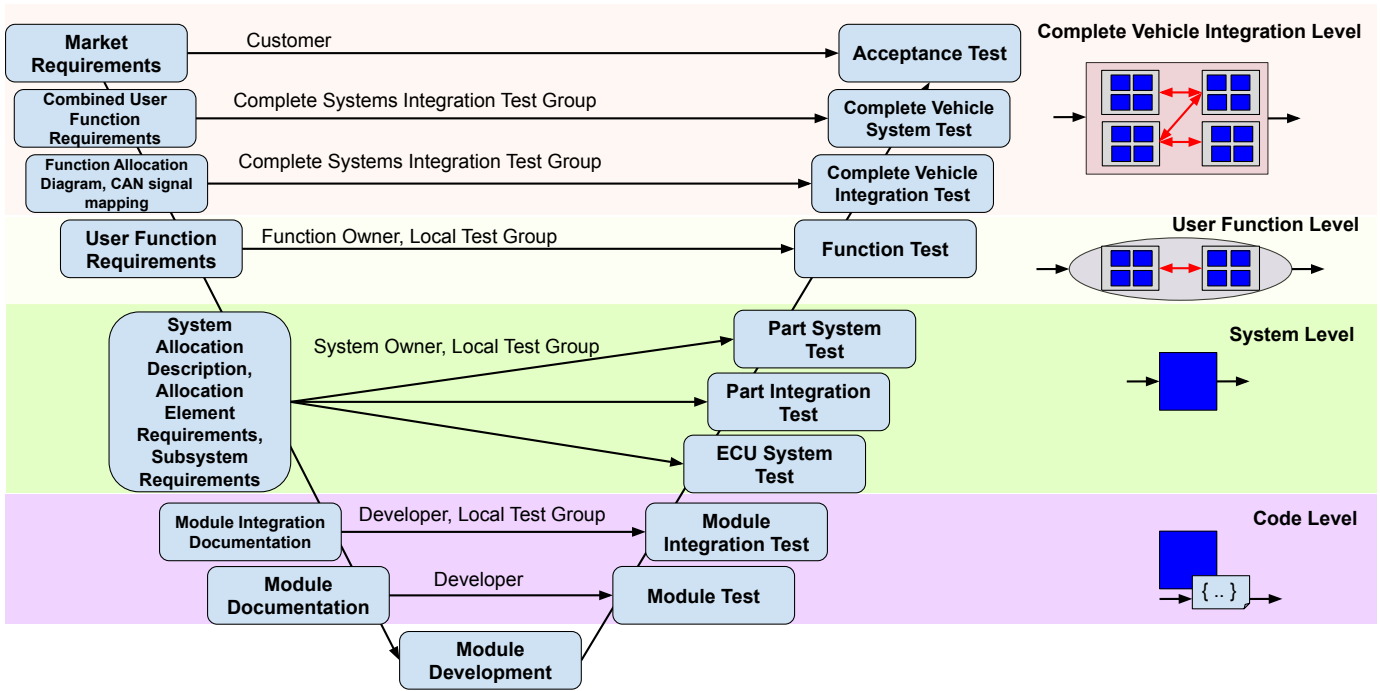 Market
Requirements
Customer
Acceptance Test
Complete Vehicle Integration Level
Combined User
Function
Requirements
Complete Systems Integration Test Group
Complete Vehicle
System Test
Function Allocation
Diagram, CAN signal
mapping
Complete Systems Integration Test Group
Complete Vehicle
Integration Test
User Function
Requirements
Function Owner, Local Test Group
Function Test
User Function Level
System
Allocation
Description,
Allocation
Element
Requirements,
Subsystem
Requirements
System Owner, Local Test Group
Part System
Test
Part Integration
Test
ECU System
Test
System Level
Module Integration
Documentation
Developer, Local Test Group
Module
Integration Test
Code Level
Module
Documentation
Developer
Module Test
{ .. }
Module
Development